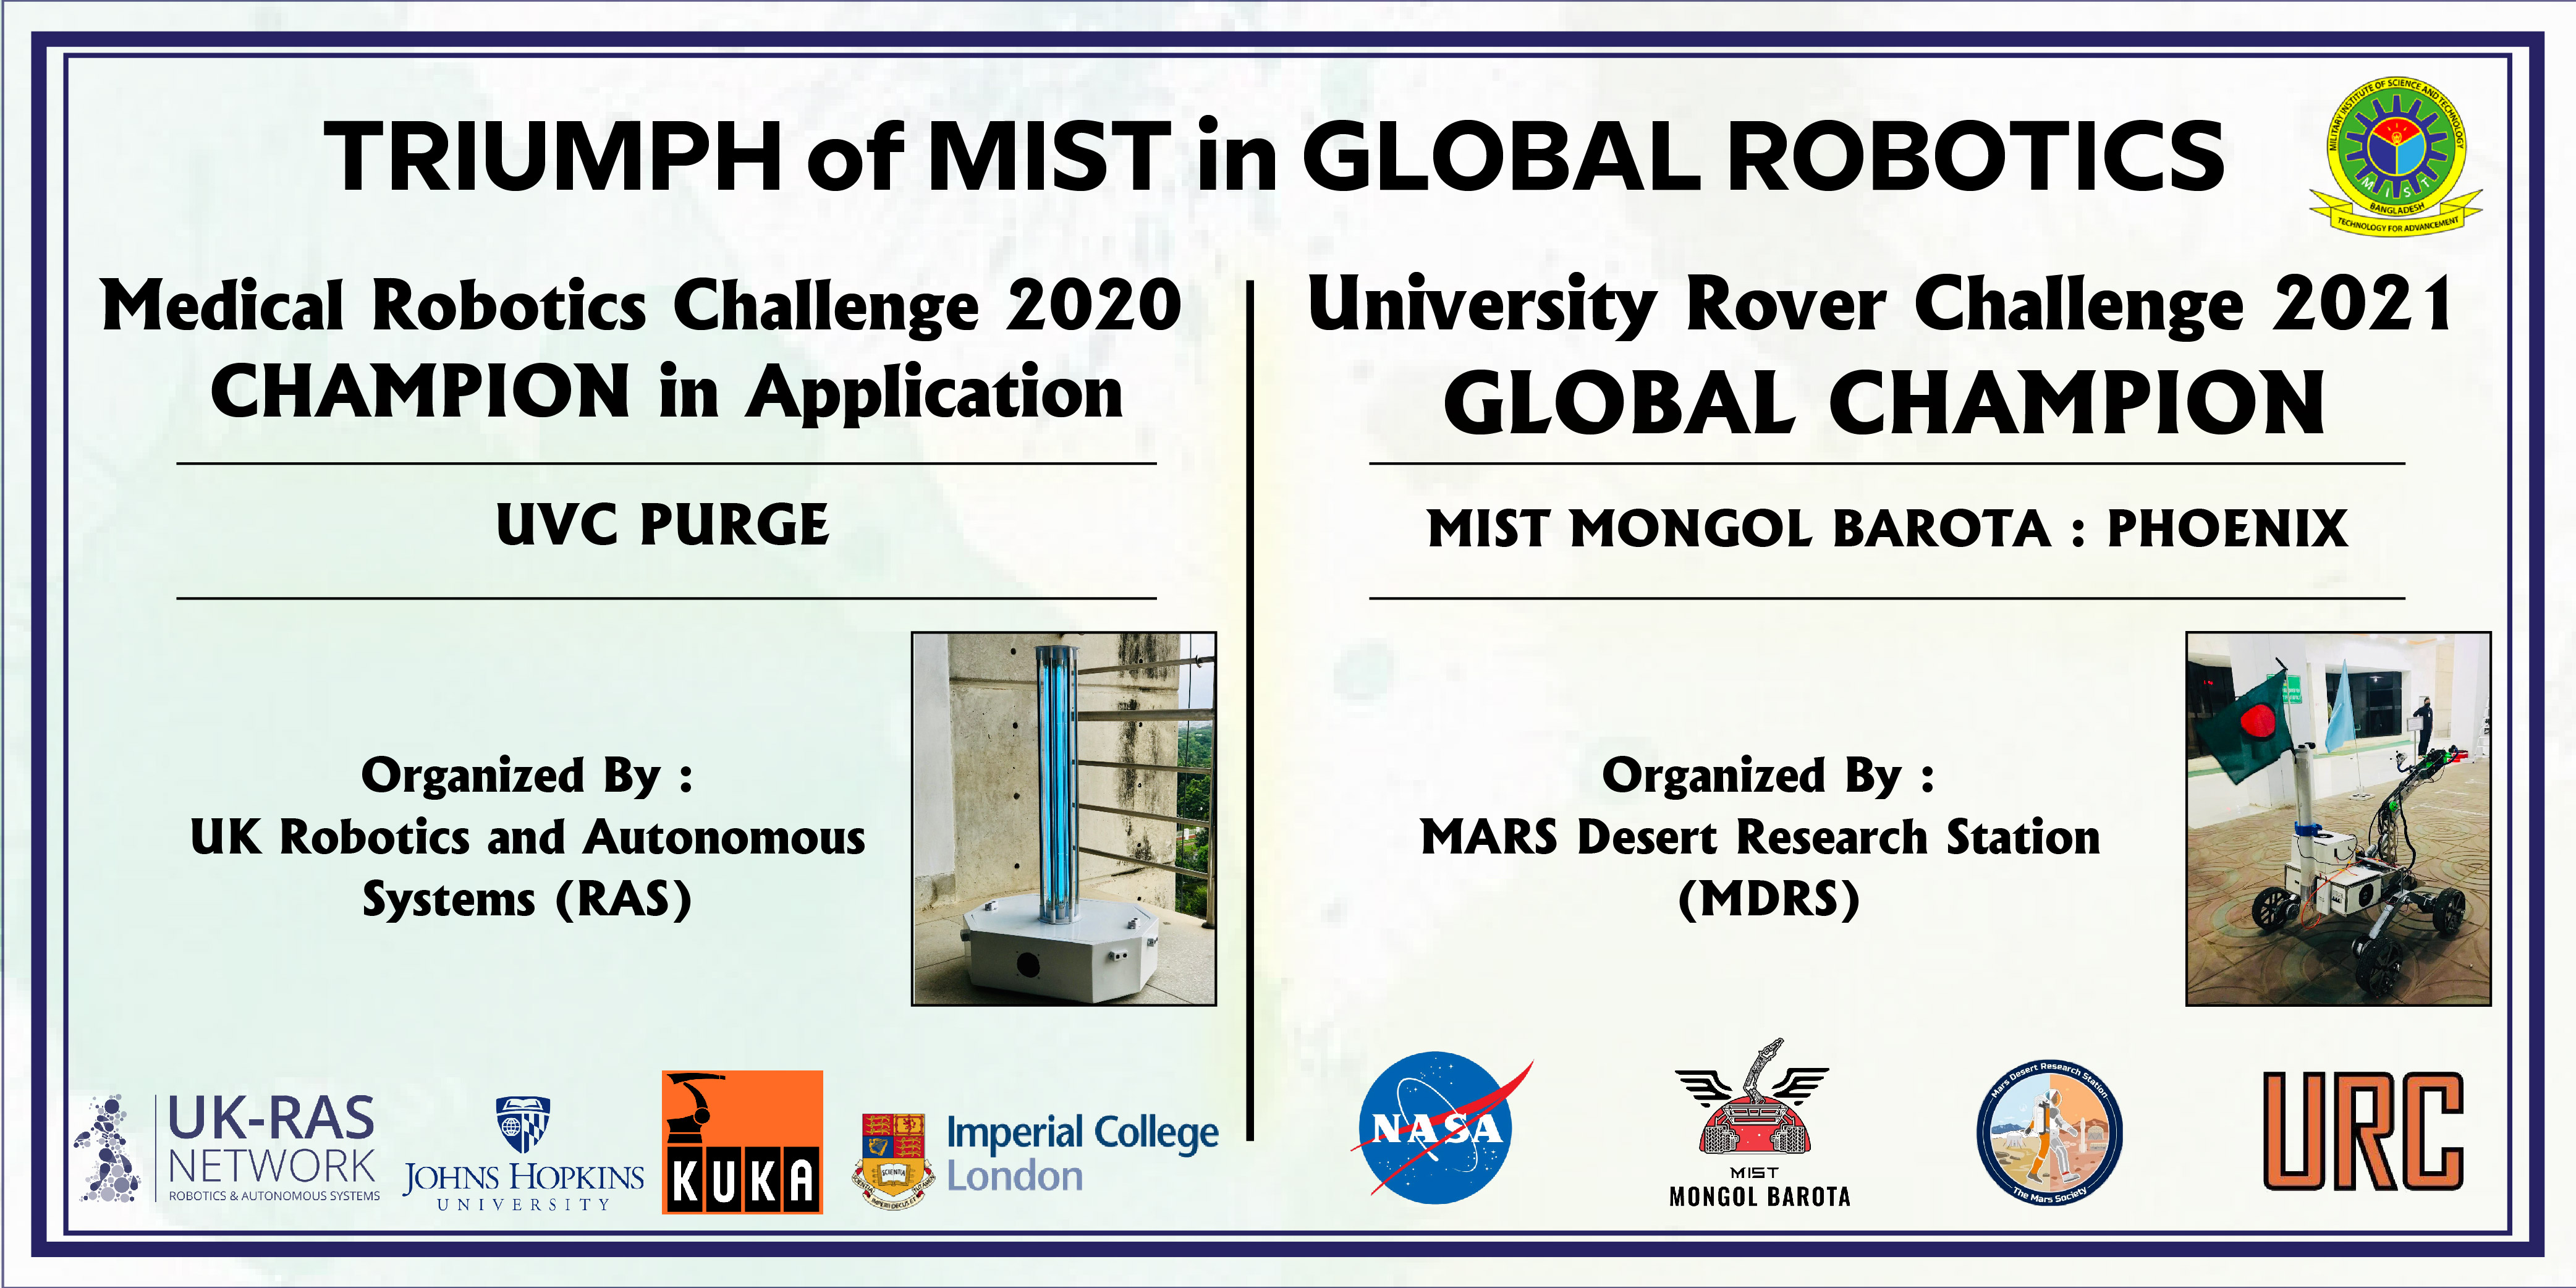 TRIUMPH of MIST in GLOBAL ROBOTICS
MILITARY INSTITUTE OF SCIENCE AND TECHNOLOGY
MIST
BANGLADESH
TECHNOLOGY FOR ADVANCEMENT
Medical Robotics Challenge 2020
CHAMPION in Application
UVC PURGE
Organized By :
UK Robotics and Autonomous
Systems (RAS)
UK-RAS
NETWORK
ROBOTICS & AUTONOMOUS SYSTEMS
JOHNS HOPKINS
UNIVERSITY
KUKA
SCIENTIA
Imperial College
London
University Rover Challenge 2021
GLOBAL CHAMPION
MIST MONGOL BAROTA : PHOENIX
Organized By :
MARS Desert Research Station
(MDRS)
NASA
MIST
MONGOL BAROTA
Mars Desert Research Station
The Mars Society
URC